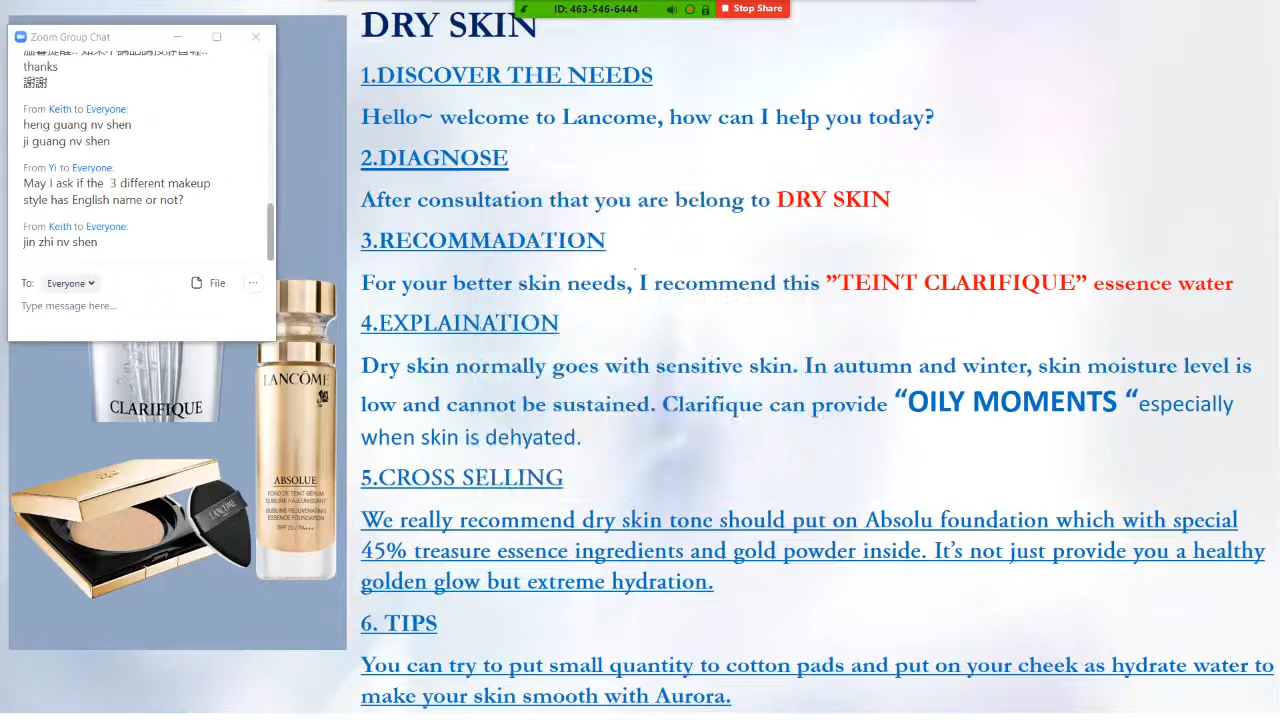 ID: 463-546-6444
Stop Share
DRY SKIN
Zoom Group Chat
thanks
謝謝
From Keith to Everyone:
heng guang nv shen
ji guang nv shen
From Yi to Everyone:
May I ask if the 3 different makeup
style has English name or not?
From Keith to Everyone:
jin zhi nv shen
To: Everyone
File
Type message here...
1.DISCOVER THE NEEDS
Hello~ welcome to Lancome, how can I help you today?
2.DIAGNOSE
After consultation that you are belong to DRY SKIN
3.RECOMMADATION
For your better skin needs, I recommend this ”TEINT CLARIFIQUE” essence water
4.EXPLAINATION
Dry skin normally goes with sensitive skin. In autumn and winter, skin moisture level is
low and cannot be sustained. Clarifique can provide “OILY MOMENTS “especially
when skin is dehyated.
5.CROSS SELLING
We really recommend dry skin tone should put on Absolu foundation which with special
45% treasure essence ingredients and gold powder inside. It’s not just provide you a healthy
golden glow but extreme hydration.
6. TIPS
You can try to put small quantity to cotton pads and put on your cheek as hydrate water to
make your skin smooth with Aurora.
CLARIFIQUE
LANCÔME
ABSOLUE
FOND DE TEINT SÉRUM
SUBLIME RAJEUNISSANT
SUBLIME REJUVENATING
ESSENCE FOUNDATION
LANCÔME